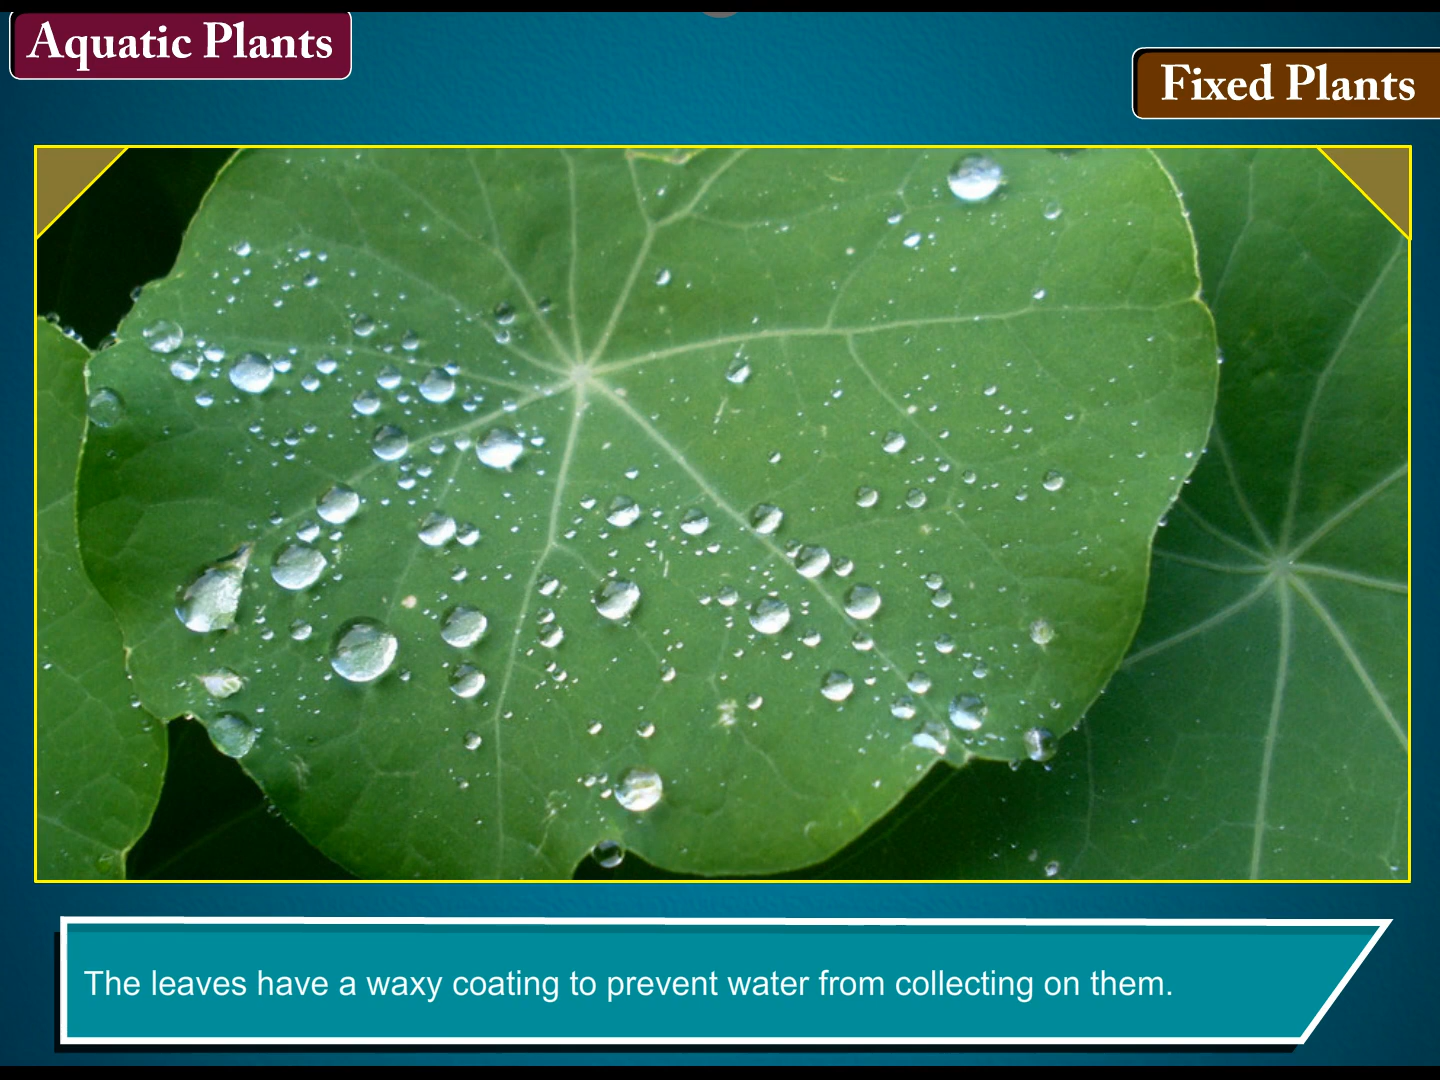 Aquatic Plants
Fixed Plants
The leaves have a waxy coating to prevent water from collecting on them.